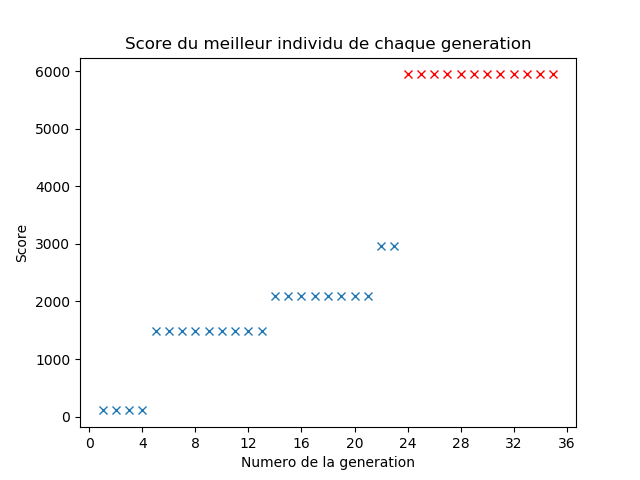 Score du meilleur individu de chaque generation
6000
5000
4000
3000
2000
1000
0
Score
0 4 8 12 16 20 24 28 32 36
Numero de la generation